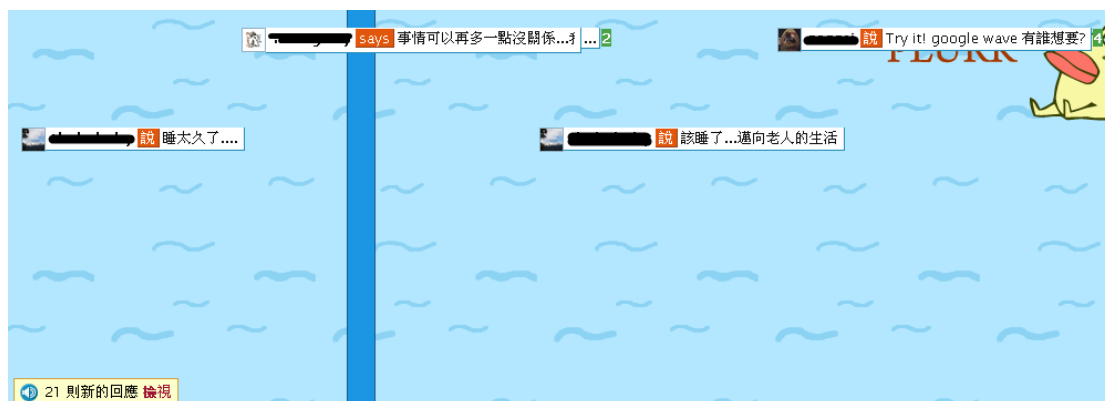 says 事情可以再多一點沒關係... ... 2
說 Try it! google wave 有誰想要? 4
PLURK
說 睡太久了....
說 該睡了...邁向老人的生活
21 則新的回應 檢視